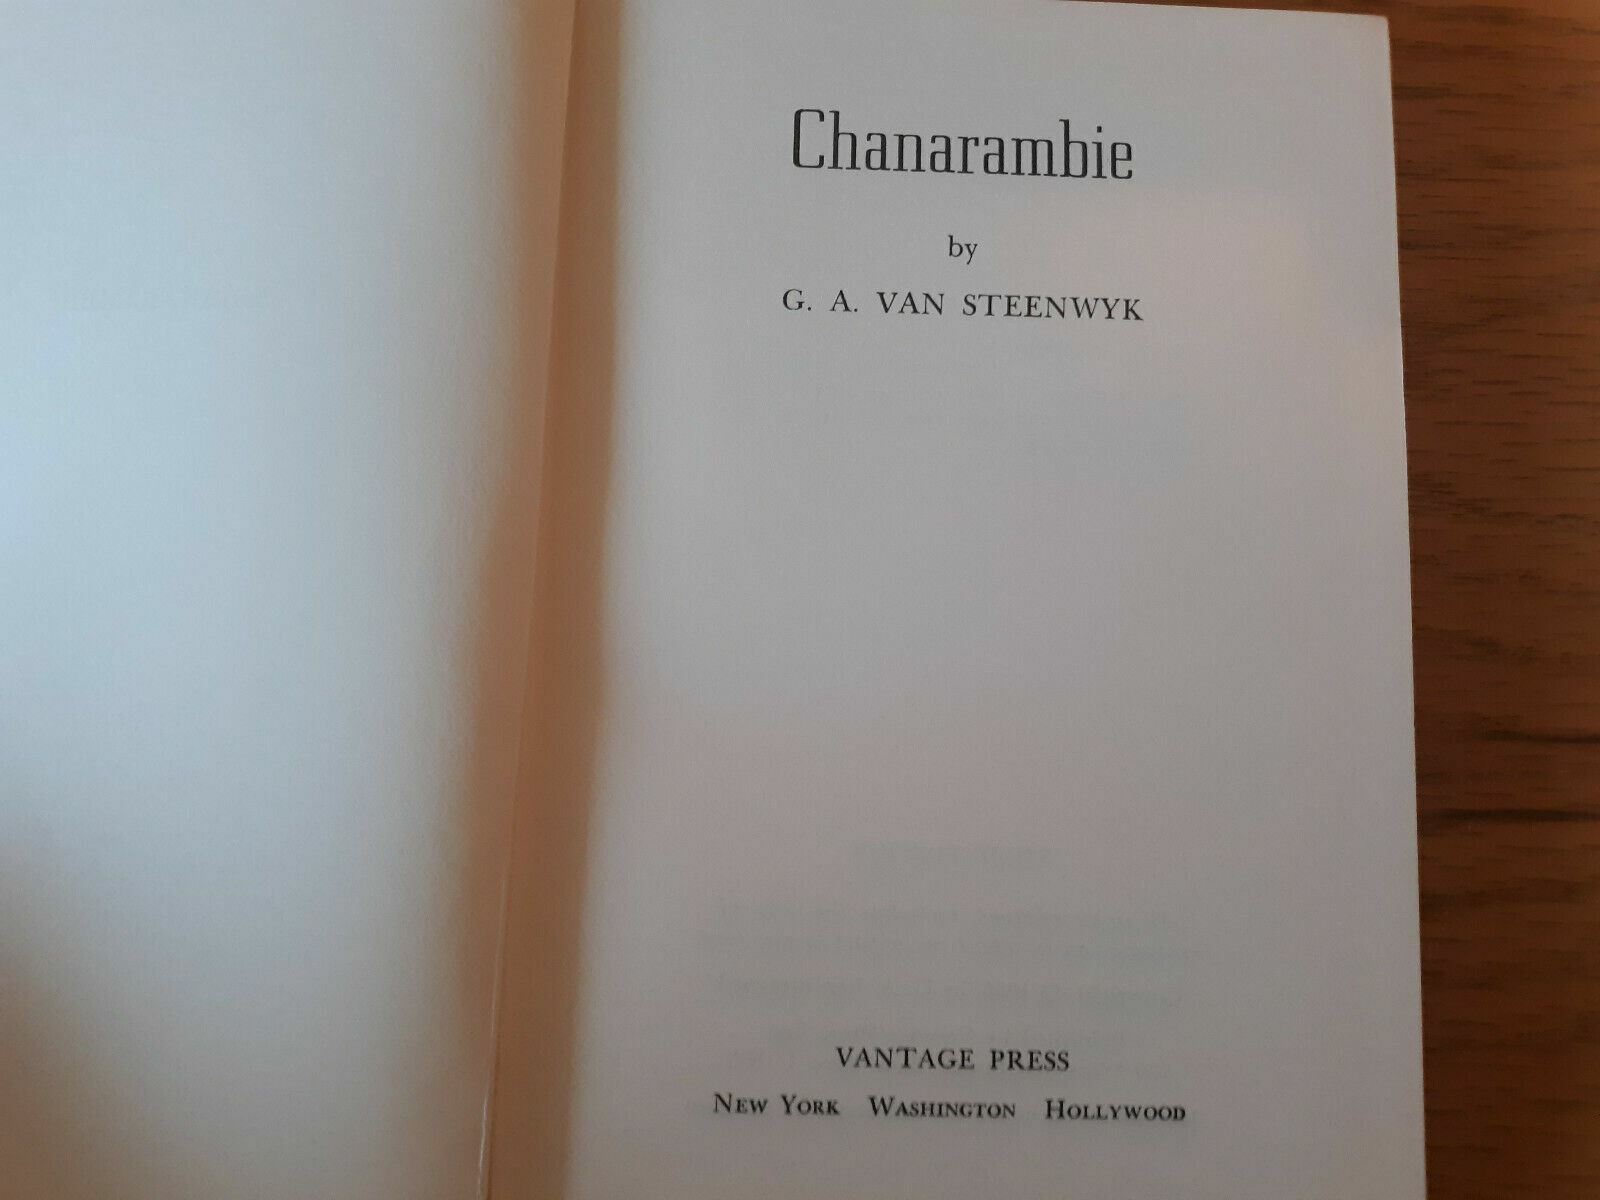 Chanarambie
by
G. A. VAN STEENWYK
VANTAGE PRESS
NEW YORK WASHINGTON HOLLYWOOD